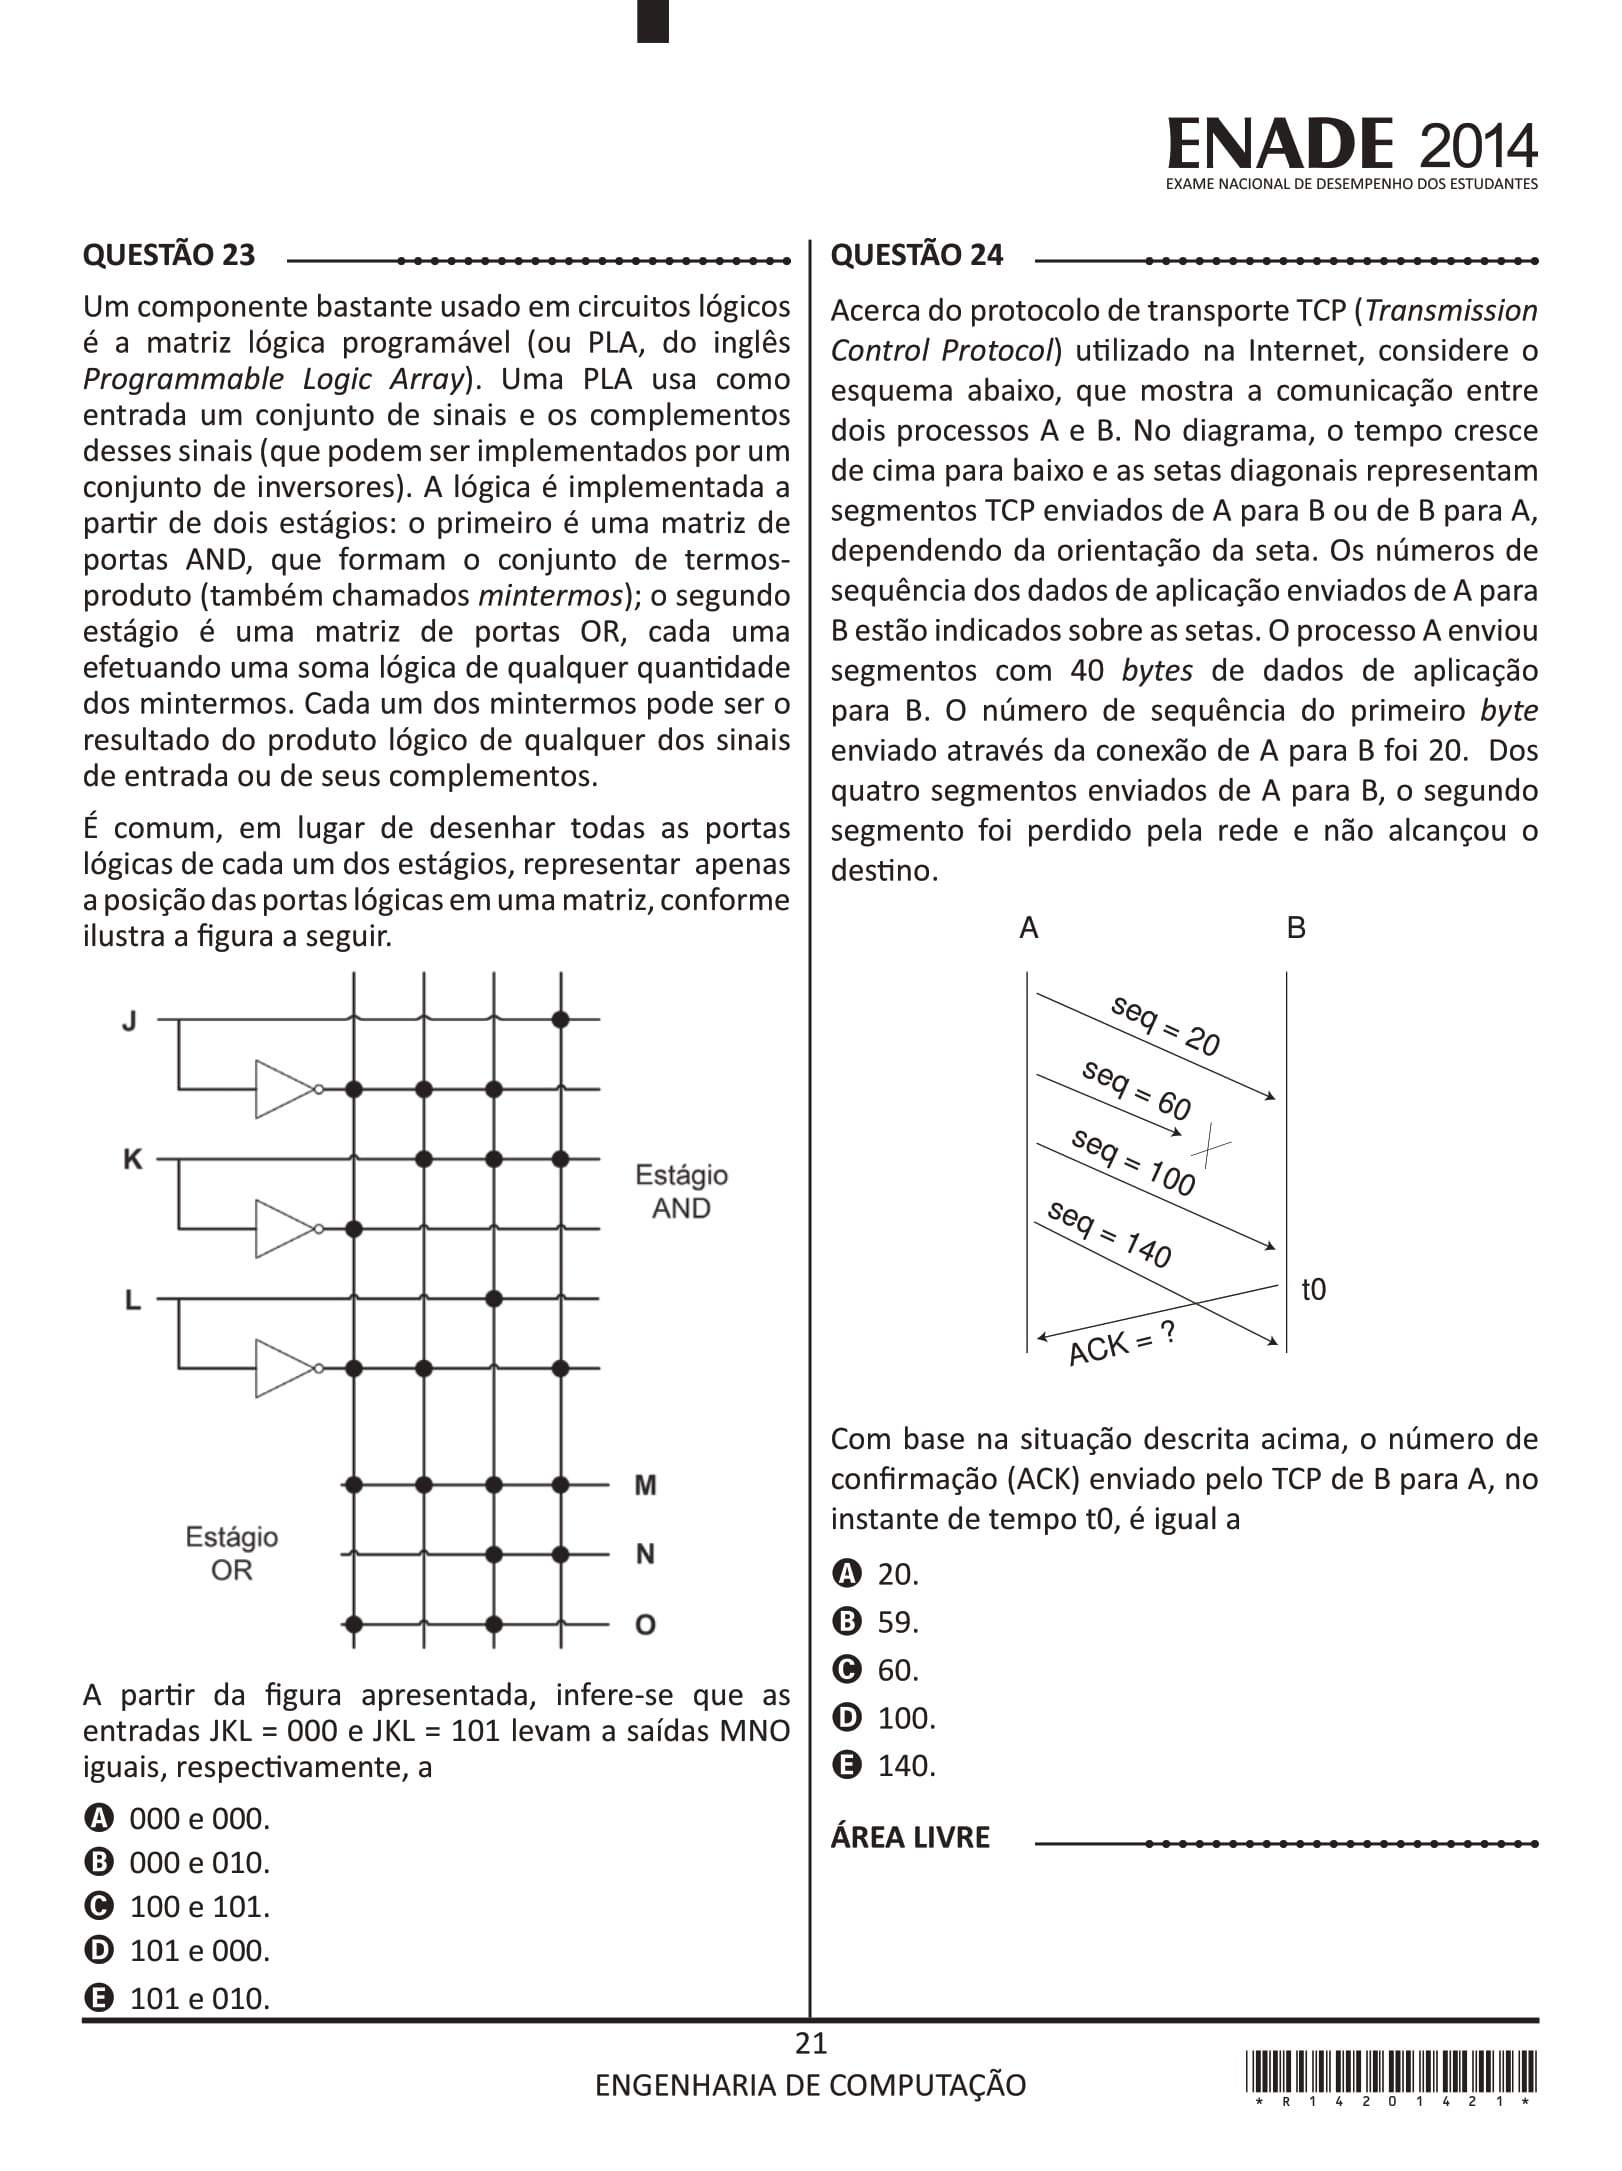 ENADE 2014
EXAME NACIONAL DE DESEMPENHO DOS ESTUDANTES
QUESTÃO 23
Um componente bastante usado em circuitos lógicos
é a matriz lógica programável (ou PLA, do inglês
Programmable Logic Array). Uma PLA usa como
entrada um conjunto de sinais e os complementos
desses sinais (que podem ser implementados por um
conjunto de inversores). A lógica é implementada a
partir de dois estágios: o primeiro é uma matriz de
portas AND, que formam o conjunto de termos-
produto (também chamados mintermos); o segundo
estágio é uma matriz de portas OR, cada uma
efetuando uma soma lógica de qualquer quantidade
dos mintermos. Cada um dos mintermos pode ser o
resultado do produto lógico de qualquer dos sinais
de entrada ou de seus complementos.
É comum, em lugar de desenhar todas as portas
lógicas de cada um dos estágios, representar apenas
a posição das portas lógicas em uma matriz, conforme
ilustra a figura a seguir.
J
K
Estágio
AND
L
M
Estágio
OR
N
O
A partir da figura apresentada, infere-se que as
entradas JKL = 000 e JKL = 101 levam a saídas MNO
iguais, respectivamente, a
A 000 e 000.
B 000 e 010.
C 100 e 101.
D 101 e 000.
E 101 e 010.
QUESTÃO 24
Acerca do protocolo de transporte TCP (Transmission
Control Protocol) utilizado na Internet, considere o
esquema abaixo, que mostra a comunicação entre
dois processos A e B. No diagrama, o tempo cresce
de cima para baixo e as setas diagonais representam
segmentos TCP enviados de A para B ou de B para A,
dependendo da orientação da seta. Os números de
sequência dos dados de aplicação enviados de A para
B estão indicados sobre as setas. O processo A enviou
segmentos com 40 bytes de dados de aplicação
para B. O número de sequência do primeiro byte
enviado através da conexão de A para B foi 20. Dos
quatro segmentos enviados de A para B, o segundo
segmento foi perdido pela rede e não alcançou o
destino.
A B
seq = 20
seq = 60
seq = 100
seq = 140
t0
ACK = ?
Com base na situação descrita acima, o número de
confirmação (ACK) enviado pelo TCP de B para A, no
instante de tempo t0, é igual a
A 20.
B 59.
C 60.
D 100.
E 140.
ÁREA LIVRE
21
ENGENHARIA DE COMPUTAÇÃO
* R 1 4 2 0 1 4 2 1 *